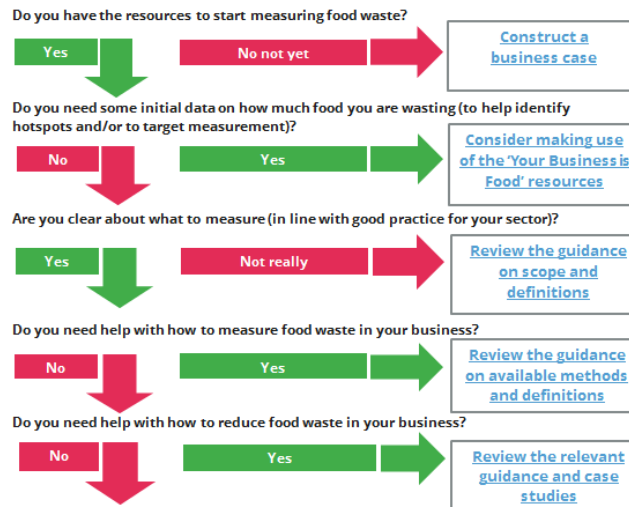 Do you have the resources to start measuring food waste?
Yes
No not yet
Construct a
business case
Do you need some initial data on how much food you are wasting (to help identify
hotspots and/or to target measurement)?
No
Yes
Consider making use
of the ‘Your Business is
Food’ resources
Are you clear about what to measure (in line with good practice for your sector)?
Yes
Not really
Review the guidance
on scope and
definitions
Do you need help with how to measure food waste in your business?
No
Yes
Review the guidance
on available methods
and definitions
Do you need help with how to reduce food waste in your business?
No
Yes
Review the relevant
guidance and case
studies